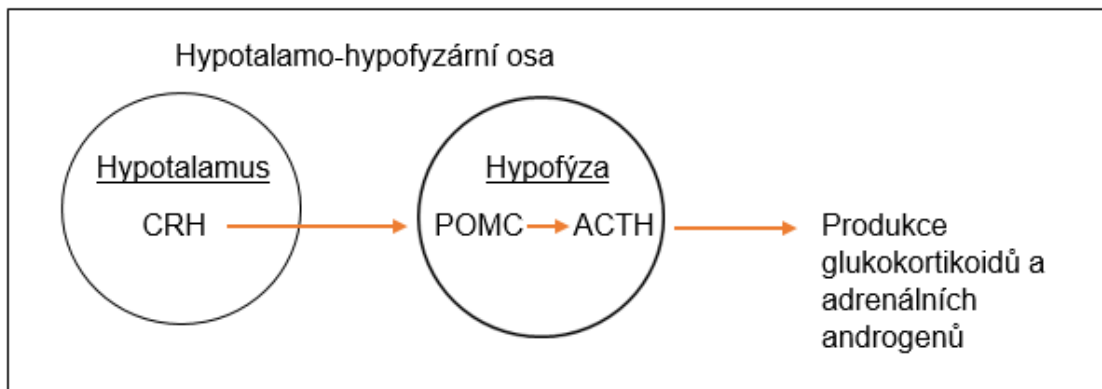 Hypotalamo-hypofyzární osa
Hypotalamus
CRH
Hypofýza
POMC ACTH
Produkce
glukokortikoidů a
adrenálních
androgenů